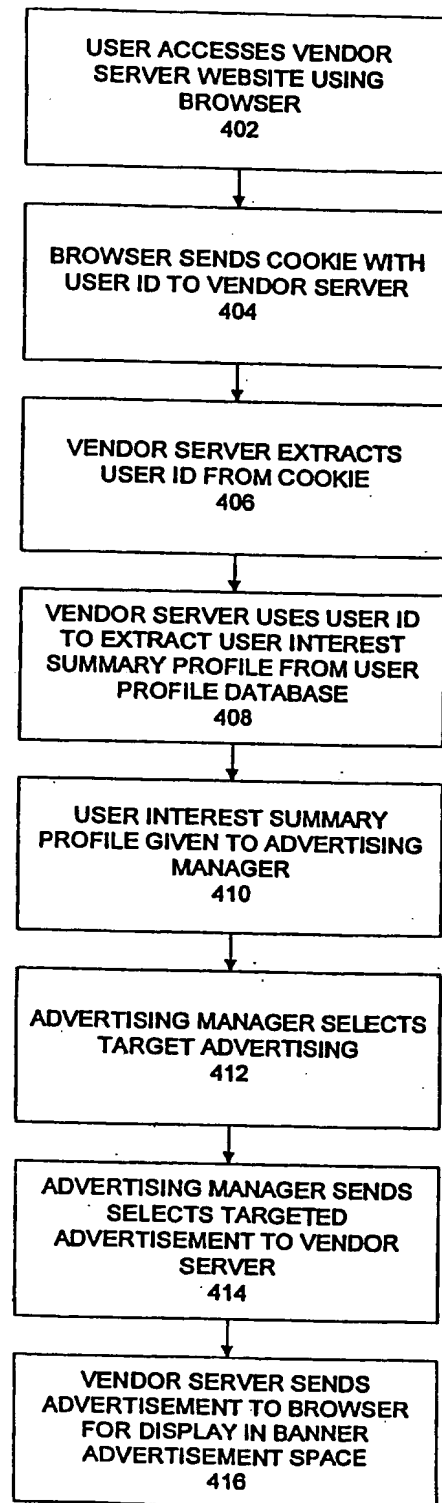 USER ACCESSES VENDOR
SERVER WEBSITE USING
BROWSER
402
BROWSER SENDS COOKIE WITH
USER ID TO VENDOR SERVER
404
VENDOR SERVER EXTRACTS
USER ID FROM COOKIE
406
VENDOR SERVER USES USER ID
TO EXTRACT USER INTEREST
SUMMARY PROFILE FROM USER
PROFILE DATABASE
408
USER INTEREST SUMMARY
PROFILE GIVEN TO ADVERTISING
MANAGER
410
ADVERTISING MANAGER SELECTS
TARGET ADVERTISING
412
ADVERTISING MANAGER SENDS
SELECTS TARGETED
ADVERTISEMENT TO VENDOR
SERVER
414
VENDOR SERVER SENDS
ADVERTISEMENT TO BROWSER
FOR DISPLAY IN BANNER
ADVERTISEMENT SPACE
416